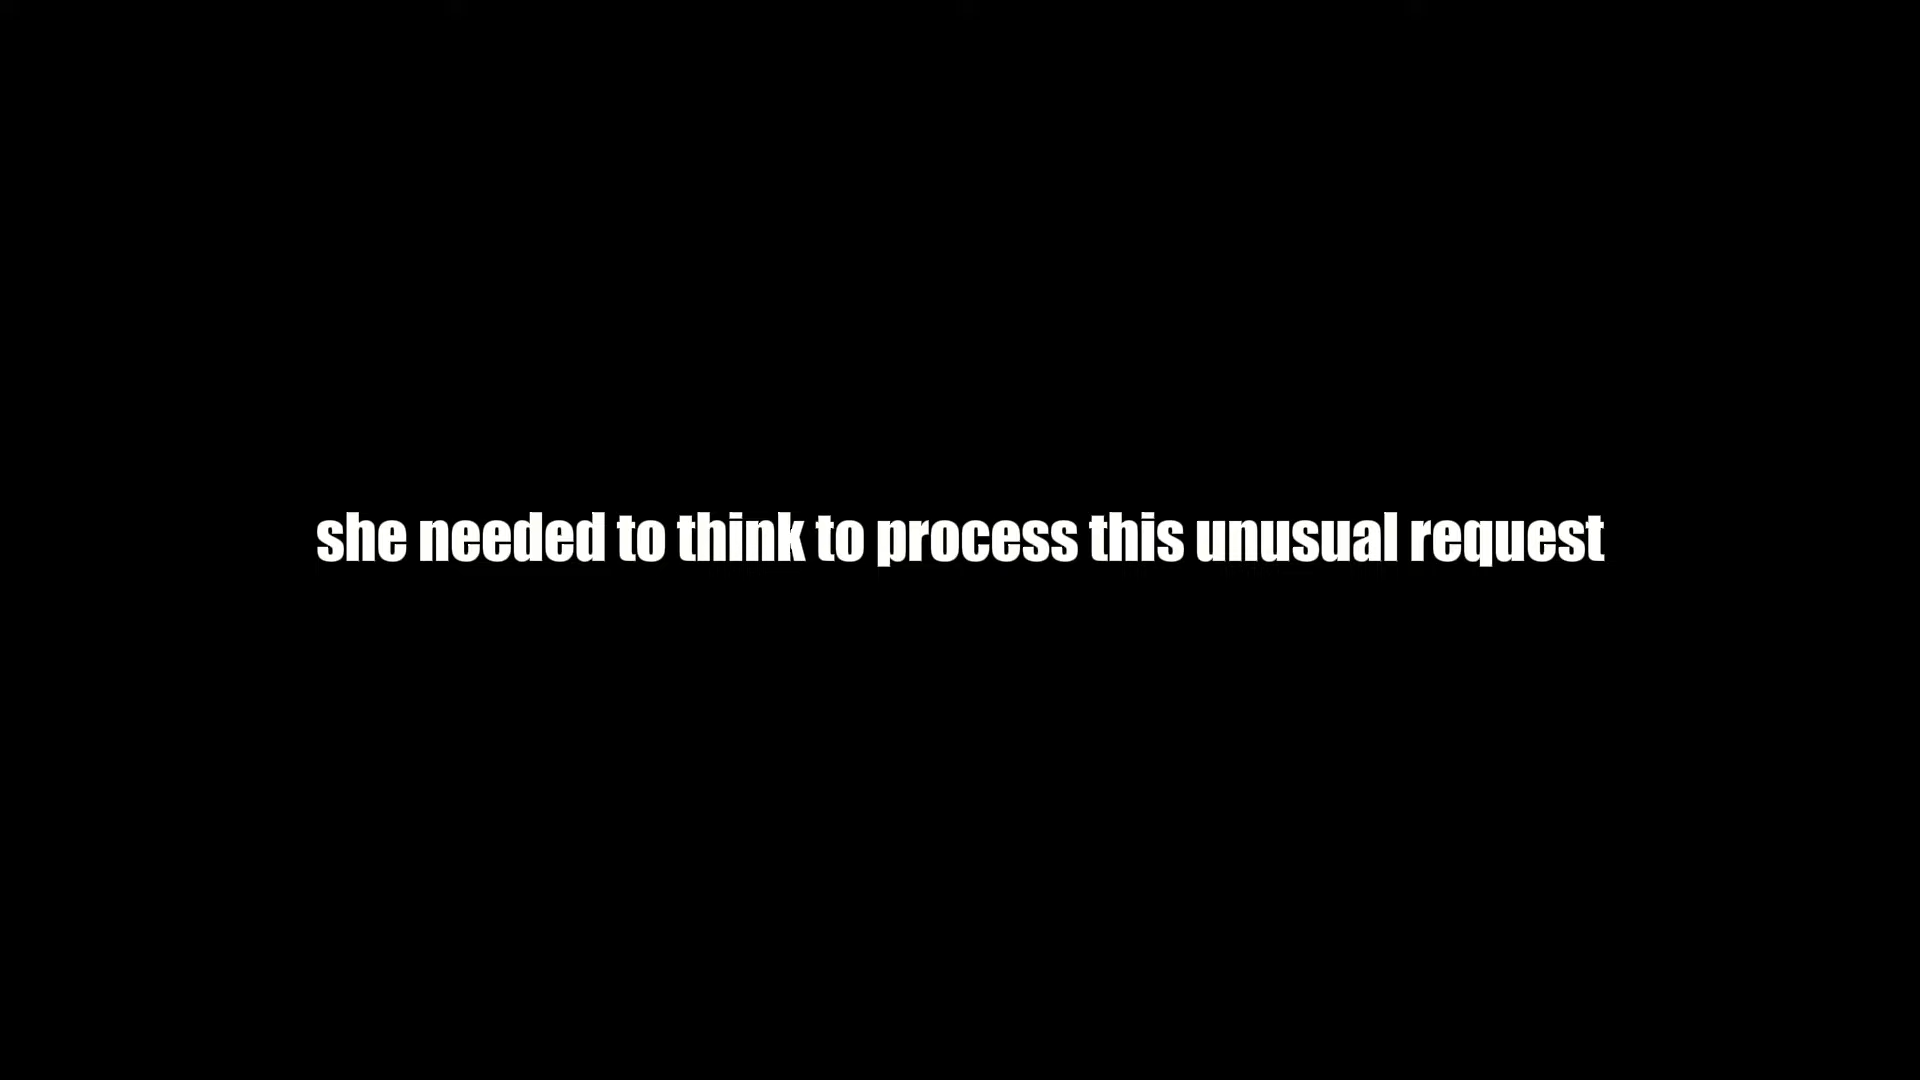 she needed to think to process this unusual request